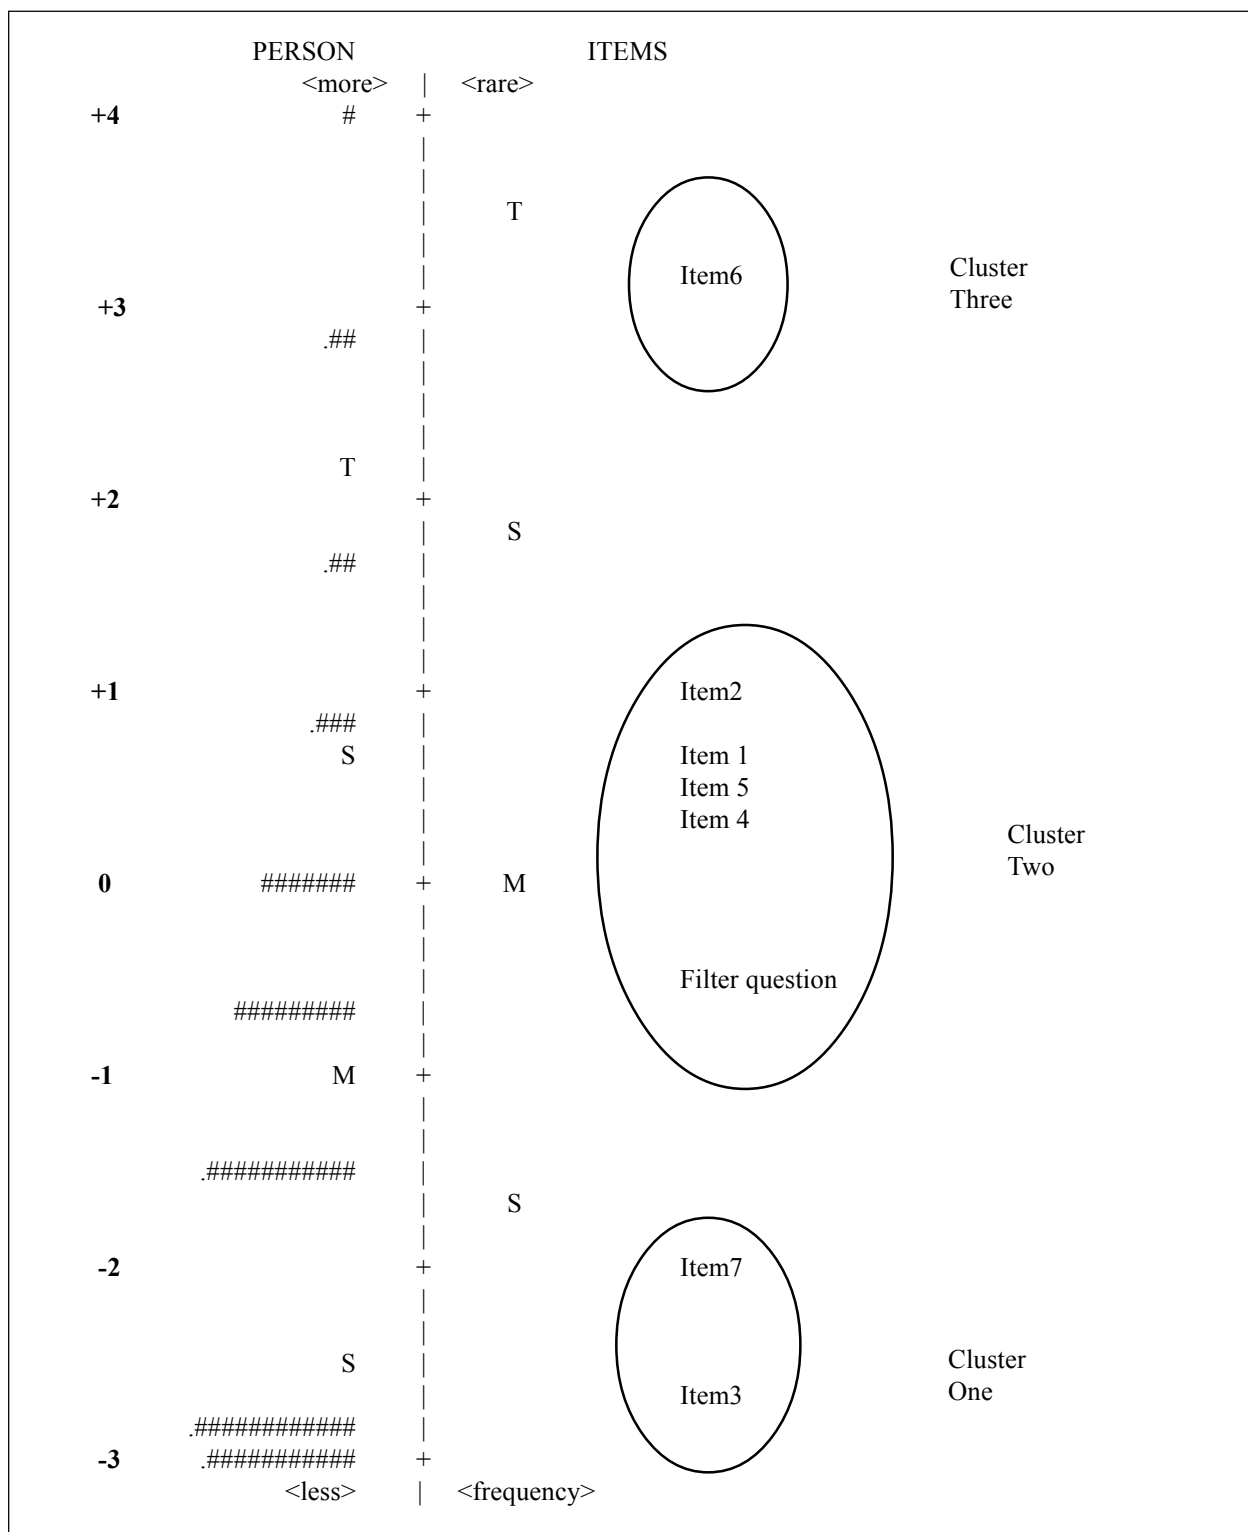 PERSON ITEMS
<more> | <rare>
+4 # +
| T
| Item6 Cluster
+3 + Three
.## |
T |
+2 +
| S
.## |
+1 + Item2
.### |
S | Item 1
| Item 5
| Item 4
Cluster
Two
0 ####### + M
| Filter question
######### |
-1 M +
.########### |
| S
-2 + Item7
S | Cluster
| Item3 One
.############ |
-3 .########### +
<less> | <frequency>